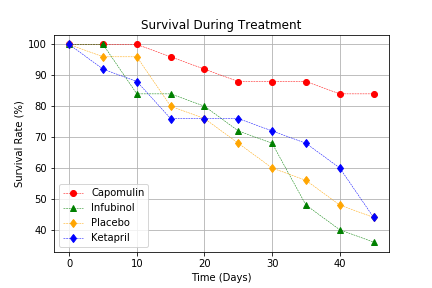 Survival During Treatment
100
90
80
70
60
50
40
Survival Rate (%)
Capomulin
Infubinol
Placebo
Ketapril
0
10
20
30
40
Time (Days)